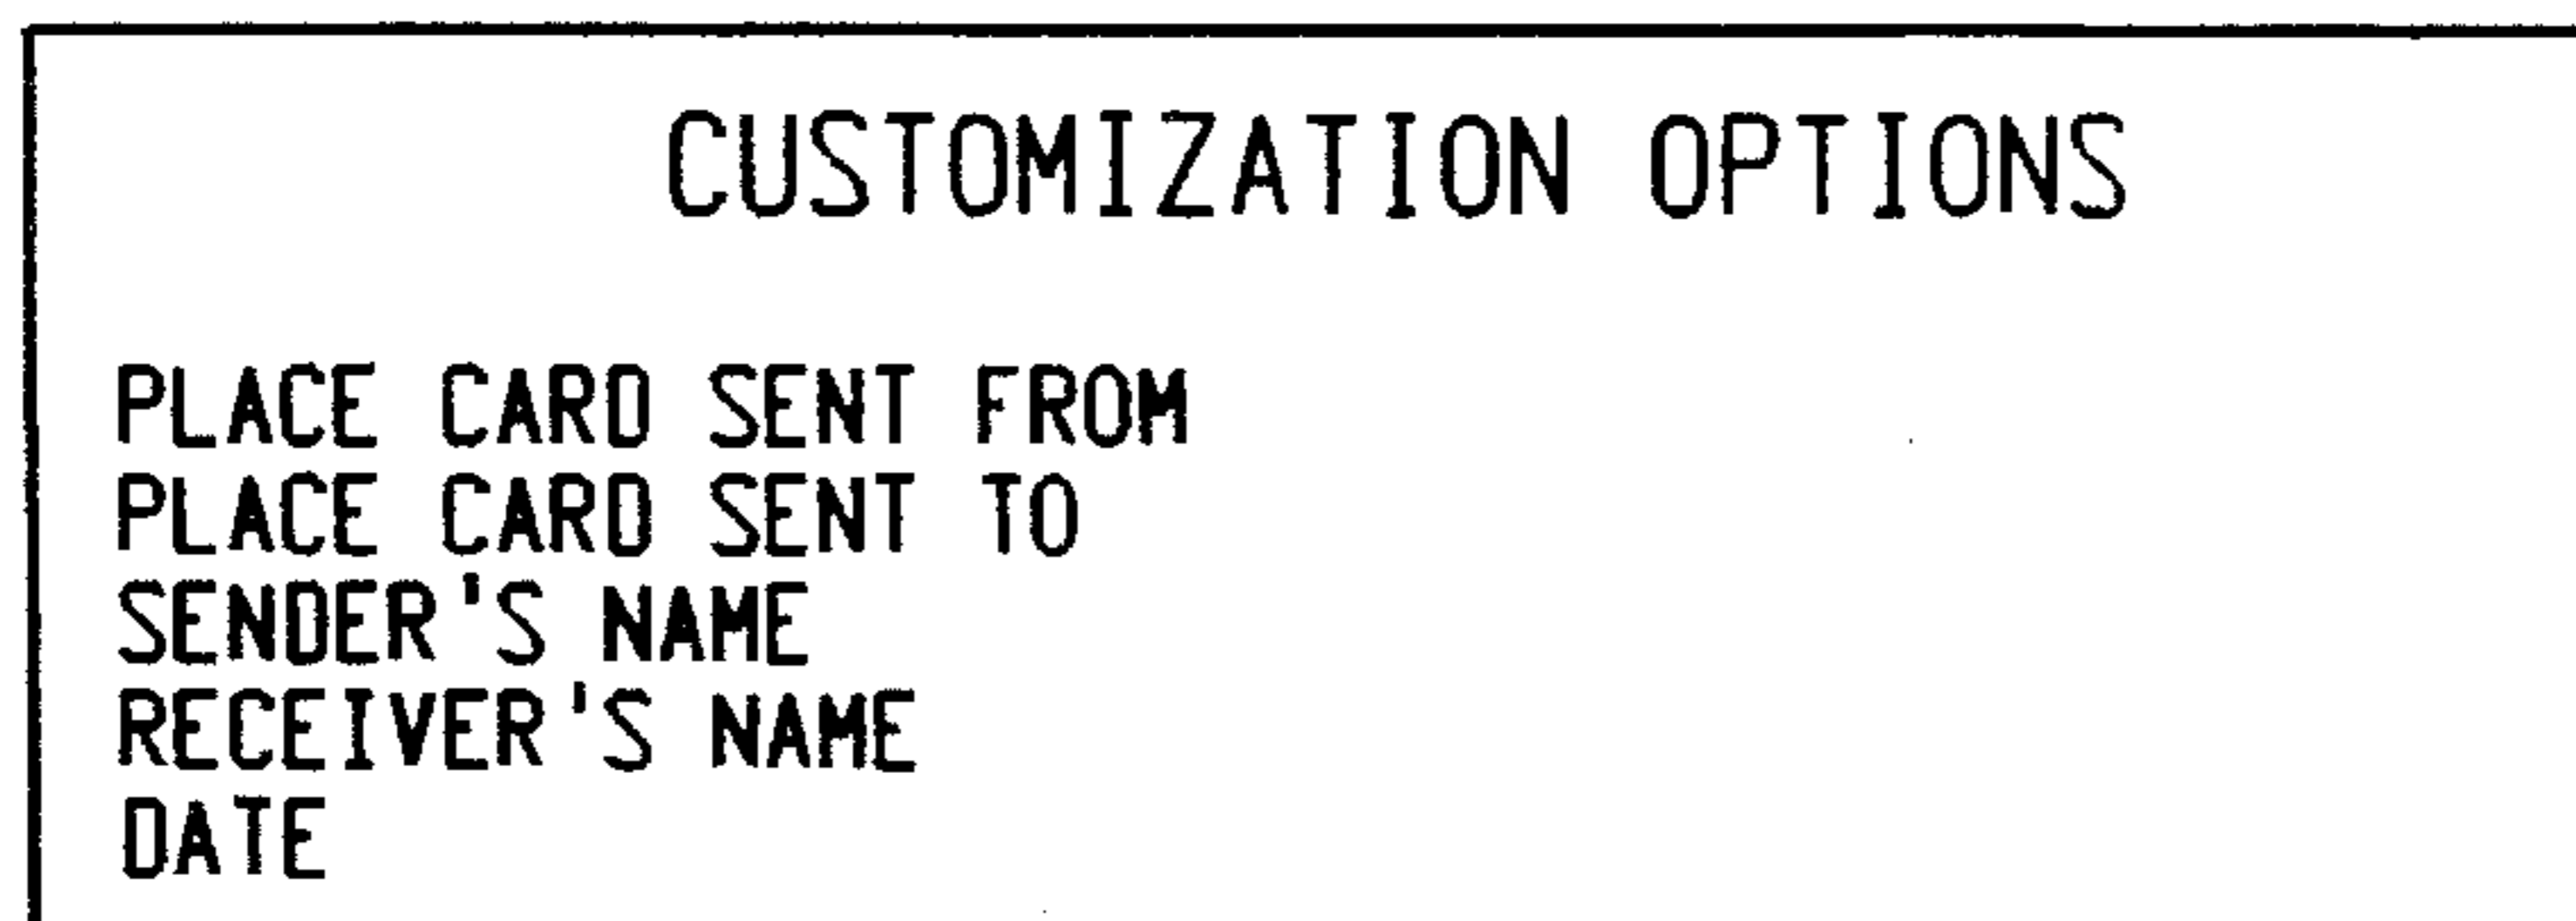 CUSTOMIZATION OPTIONS
PLACE CARD SENT FROM
PLACE CARD SENT TO
SENDER'S NAME
RECEIVER'S NAME
DATE